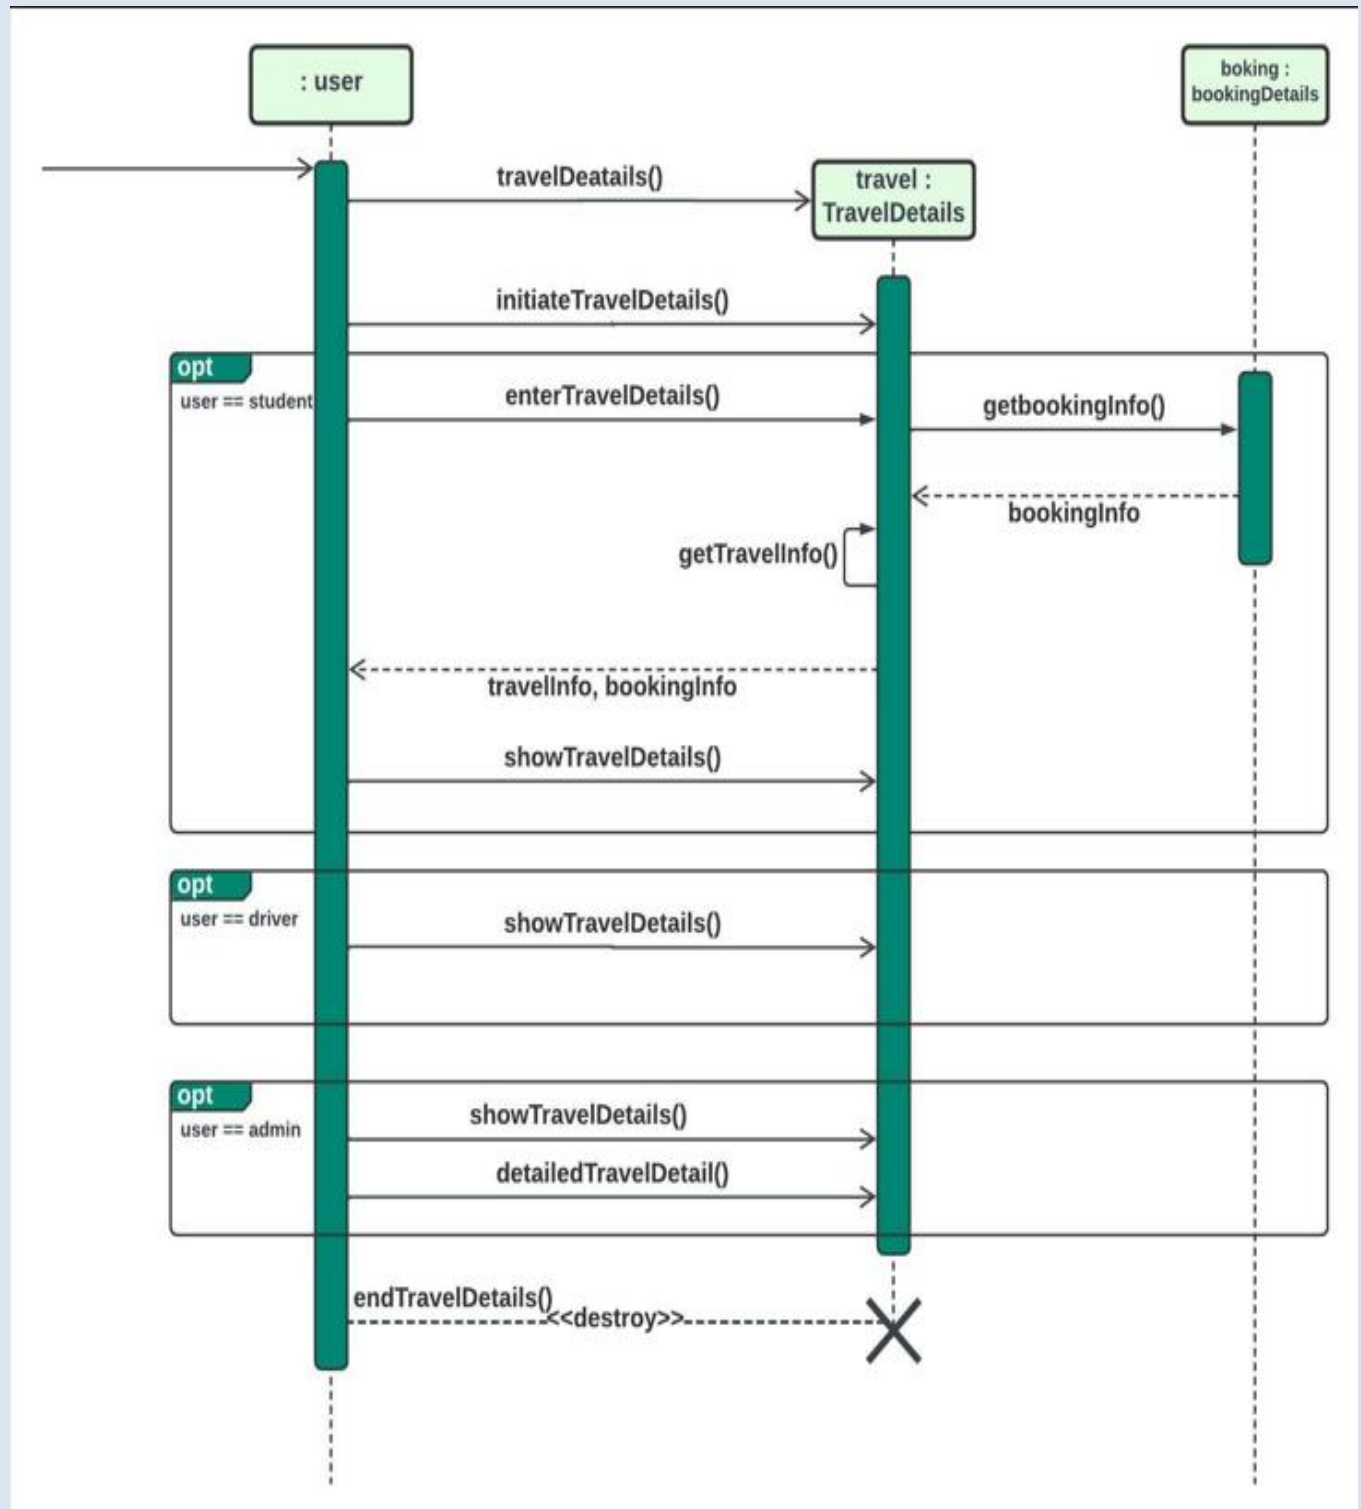 : user
boking :
bookingDetails
travelDeatails()
travel :
TravelDetails
initiateTravelDetails()
opt
user == student
enterTravelDetails()
getbookingInfo()
bookingInfo
getTravelInfo()
travelInfo, bookingInfo
showTravelDetails()
opt
user == driver
showTravelDetails()
opt
user == admin
showTravelDetails()
detailedTravelDetail()
endTravelDetails()
<<destroy>>